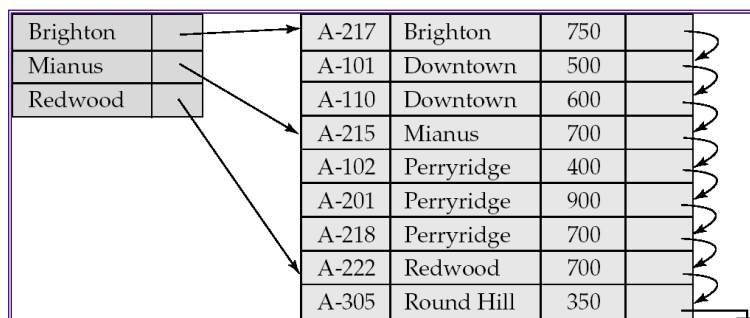 Brighton
Mianus
Redwood
A-217 Brighton 750
A-101 Downtown 500
A-110 Downtown 600
A-215 Mianus 700
A-102 Perryridge 400
A-201 Perryridge 900
A-218 Perryridge 700
A-222 Redwood 700
A-305 Round Hill 350